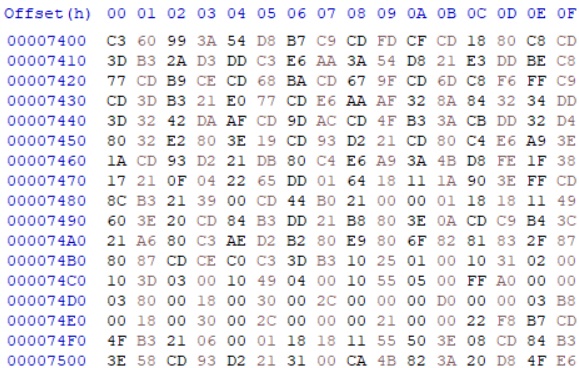 Offset(h) 00 01 02 03 04 05 06 07 08 09 0A 0B 0C 0D 0E 0F
00007400 C3 60 99 3A 54 D8 B7 C9 CD FD CF CD 18 80 C8 CD
00007410 3D B3 2A D3 DD C3 E6 AA 3A 54 D8 21 E3 DD BE C8
00007420 77 CD B9 CE CD 68 BA CD 67 9F CD 6D C8 F6 FF C9
00007430 CD 3D B3 21 E0 77 CD E6 AA AF 32 8A 84 32 34 DD
00007440 3D 32 42 DA AF CD 9D AC CD 4F B3 3A CB DD 32 D4
00007450 80 32 E2 80 3E 19 CD 93 D2 21 CD 80 C4 E6 A9 3E
00007460 1A CD 93 D2 21 DB 80 C4 E6 A9 3A 4B D8 FE 1F 38
00007470 17 21 0F 04 22 65 DD 01 64 18 11 1A 90 3E FF CD
00007480 8C B3 21 39 00 CD 44 B0 21 00 00 01 18 18 11 49
00007490 60 3E 20 CD 84 B3 DD 21 B8 80 3E 0A CD C9 B4 3C
000074A0 21 A6 80 C3 AE D2 B2 80 E9 80 6F 82 81 83 2F 87
000074B0 80 87 CD CE C0 C3 3D B3 10 25 01 00 10 31 02 00
000074C0 10 3D 03 00 10 49 04 00 10 55 05 00 FF A0 00 00
000074D0 03 80 00 18 00 30 00 2C 00 00 00 D0 00 00 03 B8
000074E0 00 18 00 30 00 2C 00 00 00 21 00 00 22 F8 B7 CD
000074F0 4F B3 21 06 00 01 18 18 11 55 50 3E 08 CD 84 B3
00007500 3E 58 CD 93 D2 21 31 00 CA 4B 82 3A 20 D8 4F E6